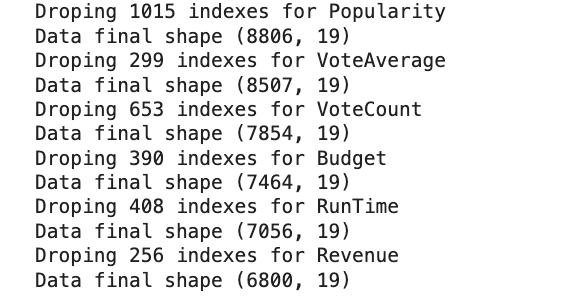 Droping 1015 indexes for Popularity
Data final shape (8806, 19)
Droping 299 indexes for VoteAverage
Data final shape (8507, 19)
Droping 653 indexes for VoteCount
Data final shape (7854, 19)
Droping 390 indexes for Budget
Data final shape (7464, 19)
Droping 408 indexes for RunTime
Data final shape (7056, 19)
Droping 256 indexes for Revenue
Data final shape (6800, 19)